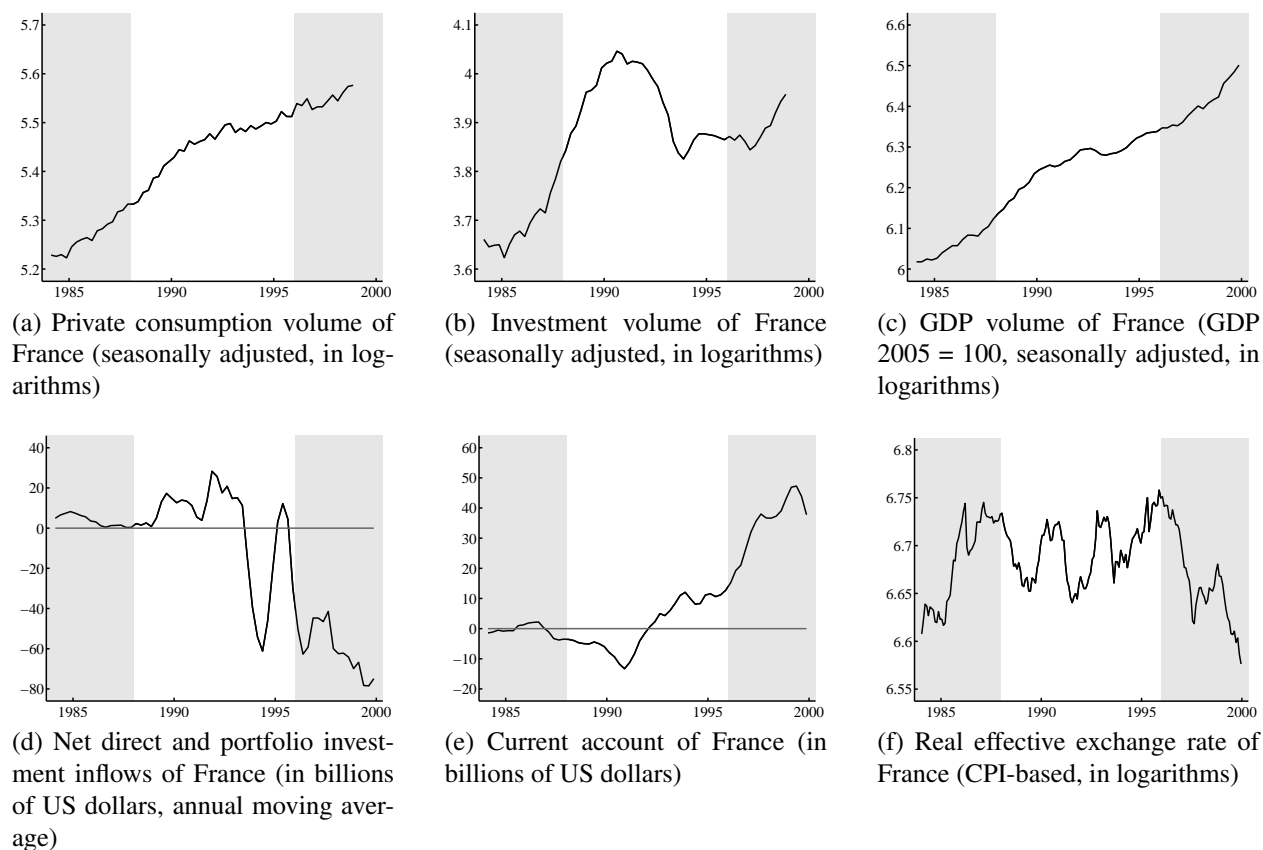 5.7
5.6
5.5
5.4
5.3
5.2
1985 1990 1995 2000
(a) Private consumption volume of
France (seasonally adjusted, in log-
arithms)
4.1
4
3.9
3.8
3.7
3.6
1985 1990 1995 2000
(b) Investment volume of France
(seasonally adjusted, in logarithms)
6.6
6.5
6.4
6.3
6.2
6.1
6
1985 1990 1995 2000
(c) GDP volume of France (GDP
2005 = 100, seasonally adjusted, in
logarithms)
40
20
0
−20
−40
−60
−80
1985 1990 1995 2000
(d) Net direct and portfolio invest-
ment inflows of France (in billions
of US dollars, annual moving aver-
age)
60
50
40
30
20
10
0
−10
−20
1985 1990 1995 2000
(e) Current account of France (in
billions of US dollars)
6.8
6.75
6.7
6.65
6.6
6.55
1985 1990 1995 2000
(f) Real effective exchange rate of
France (CPI-based, in logarithms)